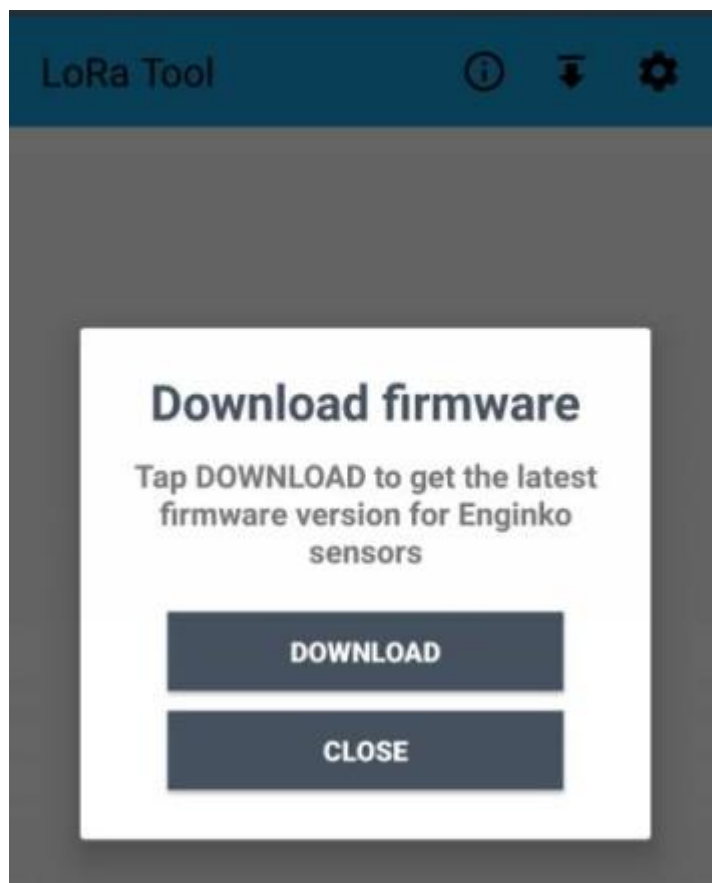 LoRa Tool
Download firmware
Tap DOWNLOAD to get the latest
firmware version for Enginko
sensors
DOWNLOAD
CLOSE